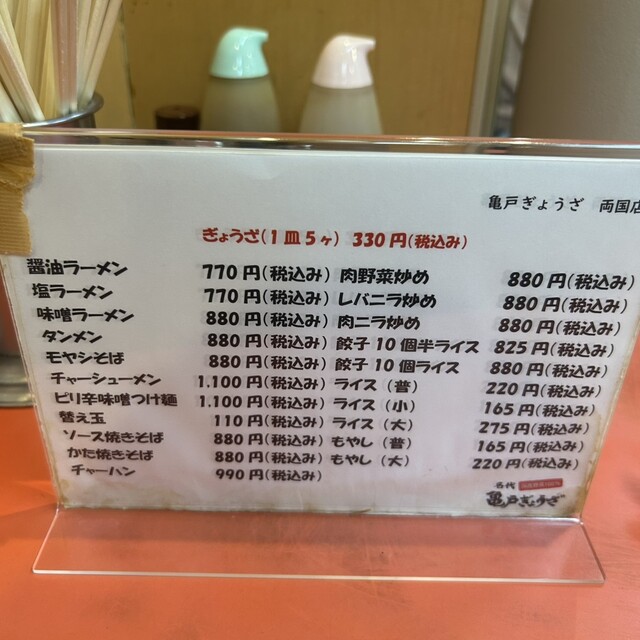 亀戸ぎょうざ 両国店
ぎょうざ(1皿5ヶ) 330円(税込み)
醤油ラーメン 770円(税込み) 肉野菜炒め 880円(税込み)
塩ラーメン 770円(税込み) レバニラ炒め 880円(税込み)
味噌ラーメン 880円(税込み) 肉ニラ炒め 880円(税込み)
タンメン 880円(税込み) 餃子10個半ライス 825円(税込み)
モヤシそば 880円(税込み) 餃子10個ライス 880円(税込み)
チャーシューメン 1.100円(税込み) ライス(普) 220円(税込み)
ピリ辛味噌つけ麺 1.100円(税込み) ライス(小) 165円(税込み)
替え玉 110円(税込み) ライス(大) 275円(税込み)
ソース焼きそば 880円(税込み) もやし(普) 165円(税込み)
かた焼きそば 880円(税込み) もやし(大) 220円(税込み)
チャーハン 990円(税込み)
名代
亀戸ぎょうざ